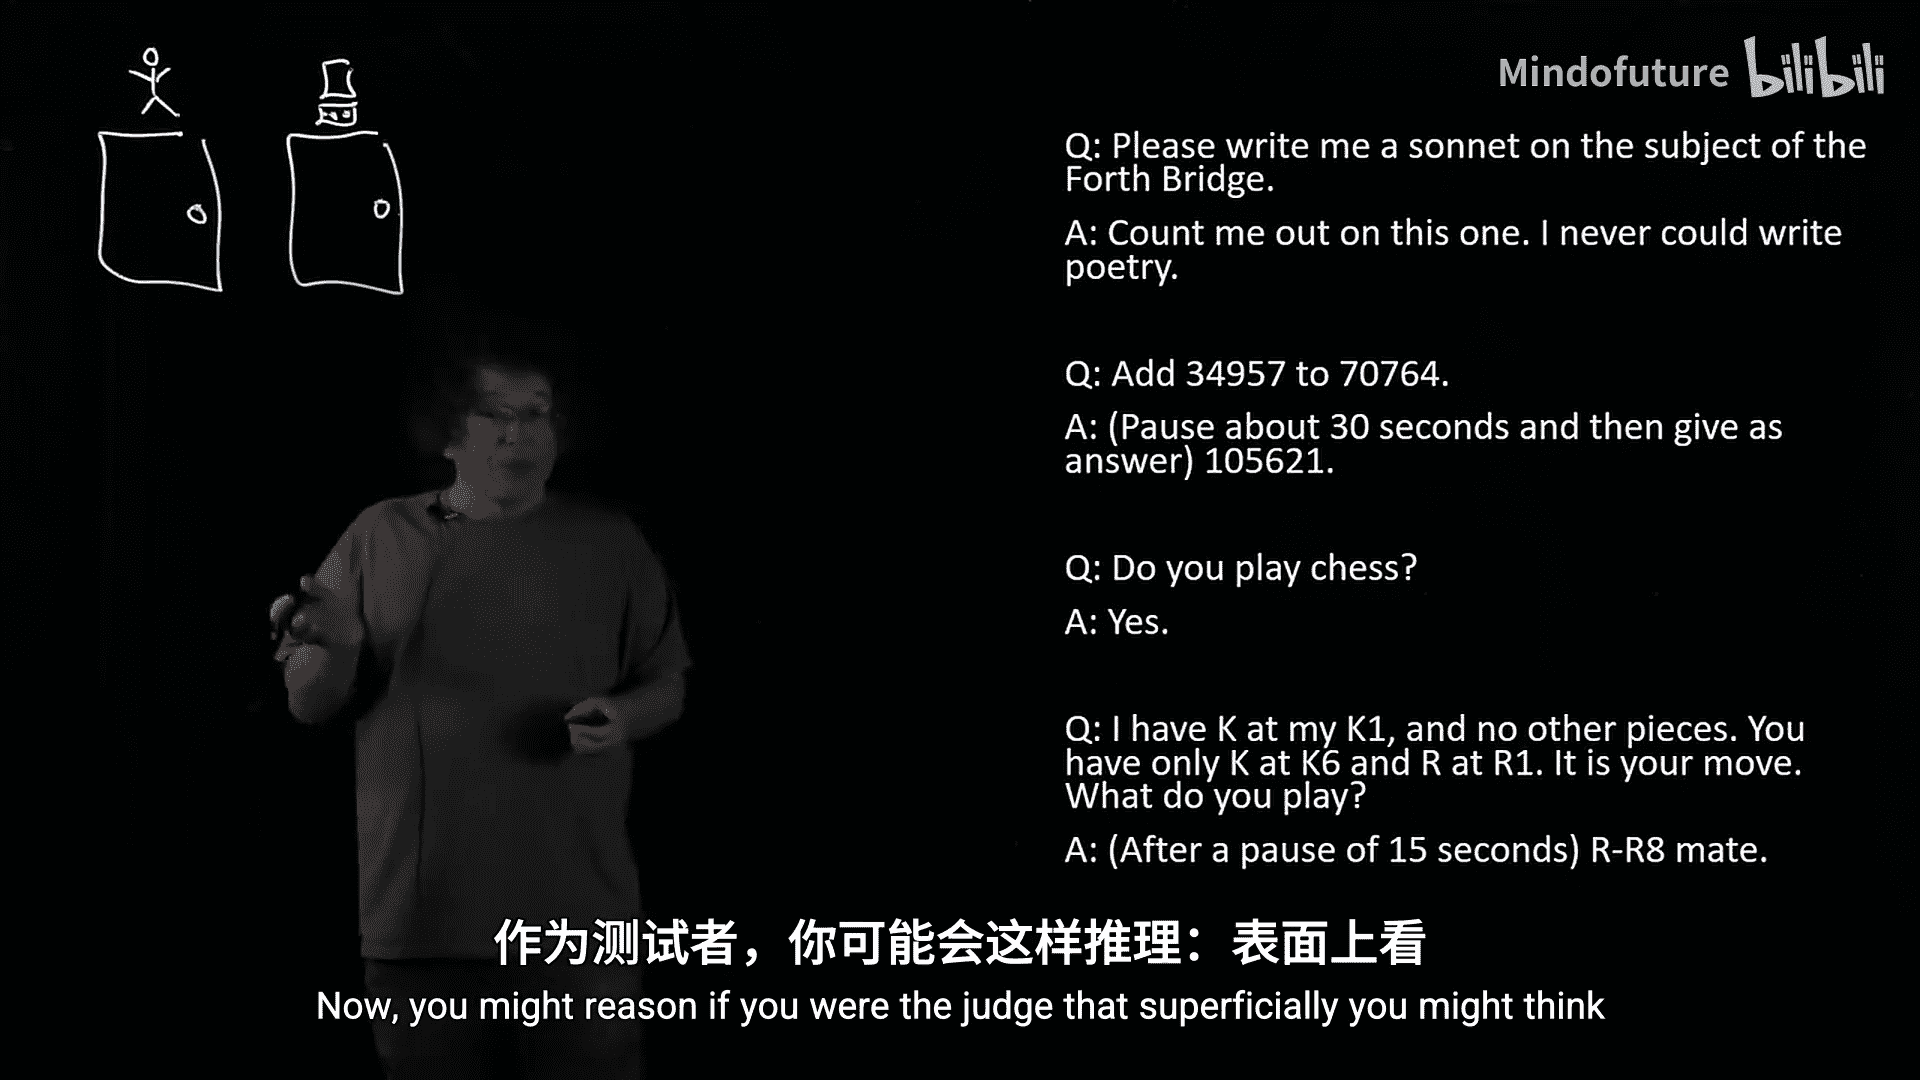 Mindofuture bilibili
Q: Please write me a sonnet on the subject of the
Forth Bridge.
A: Count me out on this one. I never could write
poetry.
Q: Add 34957 to 70764.
A: (Pause about 30 seconds and then give as
answer) 105621.
Q: Do you play chess?
A: Yes.
Q: I have K at my K1, and no other pieces. You
have only K at K6 and R at R1. It is your move.
What do you play?
A: (After a pause of 15 seconds) R-R8 mate.
作为测试者，你可能会这样推理：表面上看
Now, you might reason if you were the judge that superficially you might think